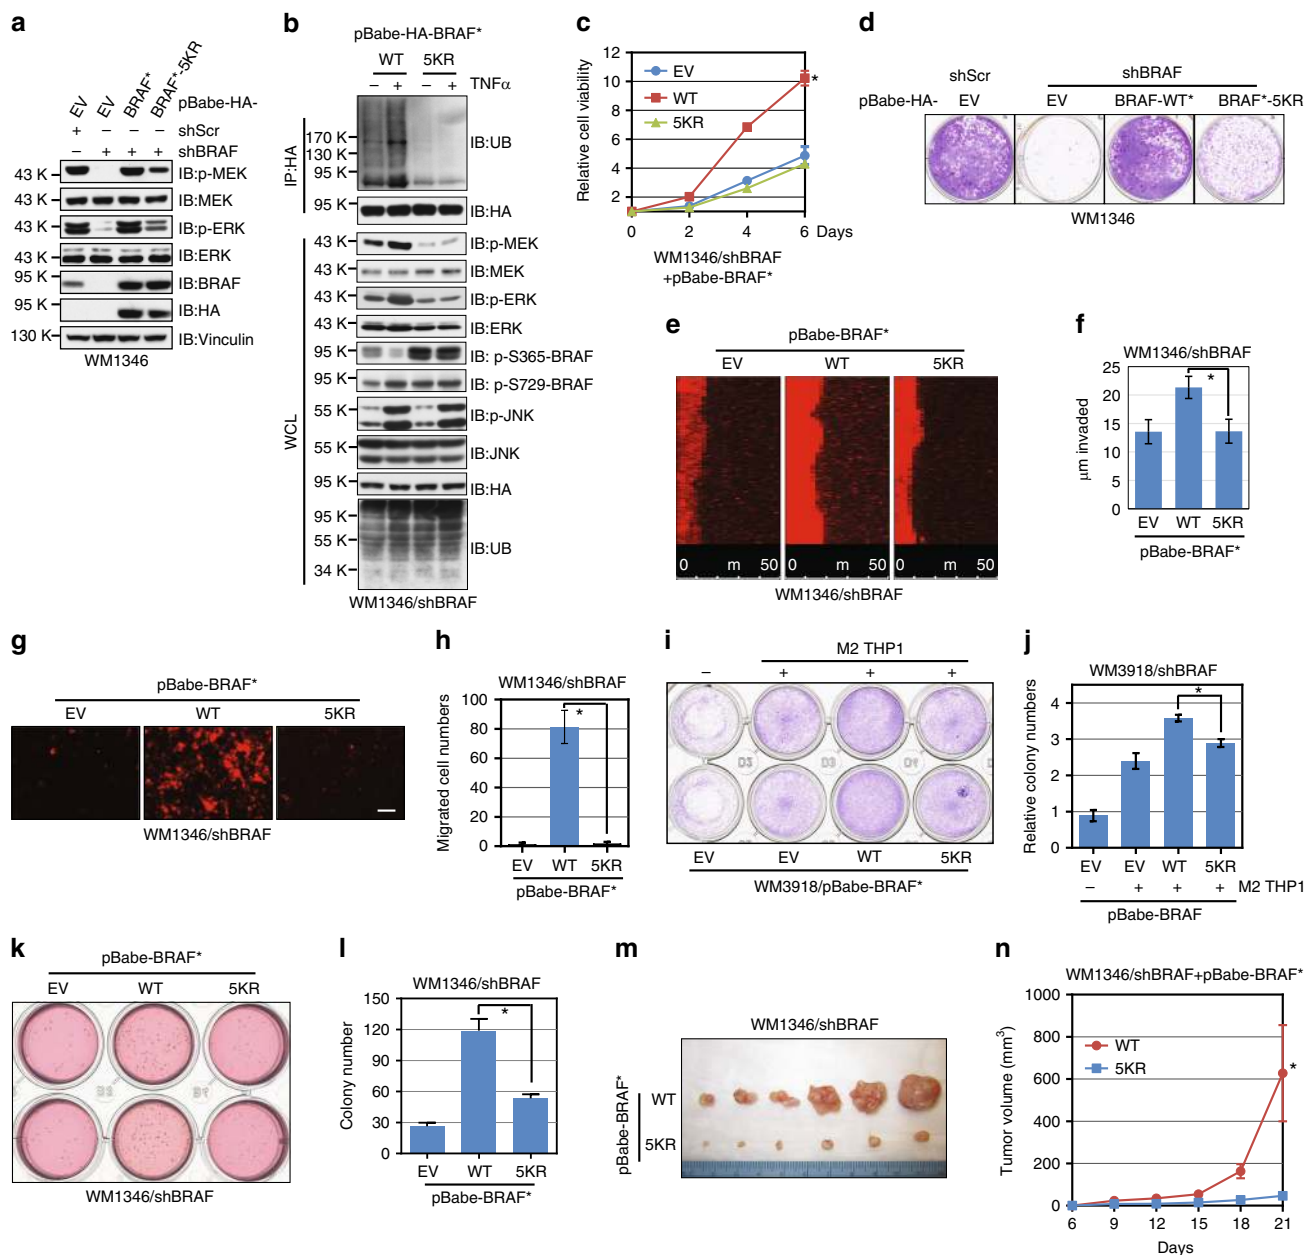 a
EV
EV
BRAF*
BRAF*-5KR
pBabe-HA-
+ – – – shScr
– + + + shBRAF
43 K IB:p-MEK
43 K IB:MEK
IB:p-ERK
43 K IB:ERK
95 K IB:BRAF
95 K IB:HA
130 K IB:Vinculin
WM1346
b
pBabe-HA-BRAF*
WT 5KR
– + – + TNFα
IP:HA
170 K
130 K
95 K
IB:UB
95 K IB:HA
WCL
43 K IB:p-MEK
43 K IB:MEK
43 K IB:p-ERK
43 K IB:ERK
95 K IB: p-S365-BRAF
95 K IB: p-S729-BRAF
55 K IB:p-JNK
55 K IB:JNK
95 K IB:HA
95 K
55 K
34 K
IB:UB
WM1346/shBRAF
c
Relative cell viability
12
10
8
6
4
2
EV
WT
5KR
*
0 2 4 6 Days
WM1346/shBRAF
+pBabe-BRAF*
d
shScr shBRAF
pBabe-HA- EV EV BRAF-WT* BRAF*-5KR
WM1346
e
pBabe-BRAF*
EV WT 5KR
0 m 50 0 m 50 0 m 50
WM1346/shBRAF
f
WM1346/shBRAF
µm invaded
25
20
15
10
5
0
*
EV WT 5KR
pBabe-BRAF*
g
pBabe-BRAF*
EV WT 5KR
WM1346/shBRAF
h
WM1346/shBRAF
Migrated cell numbers
100
80
60
40
20
0
*
EV WT 5KR
pBabe-BRAF*
i
M2 THP1
– + + +
EV EV WT 5KR
WM3918/pBabe-BRAF*
j
WM3918/shBRAF
Relative colony numbers
4
3
2
1
0
*
EV EV WT 5KR
– + + + M2 THP1
pBabe-BRAF
k
pBabe-BRAF*
EV WT 5KR
WM1346/shBRAF
l
WM1346/shBRAF
Colony number
150
120
90
60
30
0
*
EV WT 5KR
pBabe-BRAF*
m
WM1346/shBRAF
pBabe-BRAF*
WT
5KR
n
WM1346/shBRAF+pBabe-BRAF*
Tumor volume (mm3)
1000
800
600
400
200
0
WT
5KR
*
6 9 12 15 18 21
Days